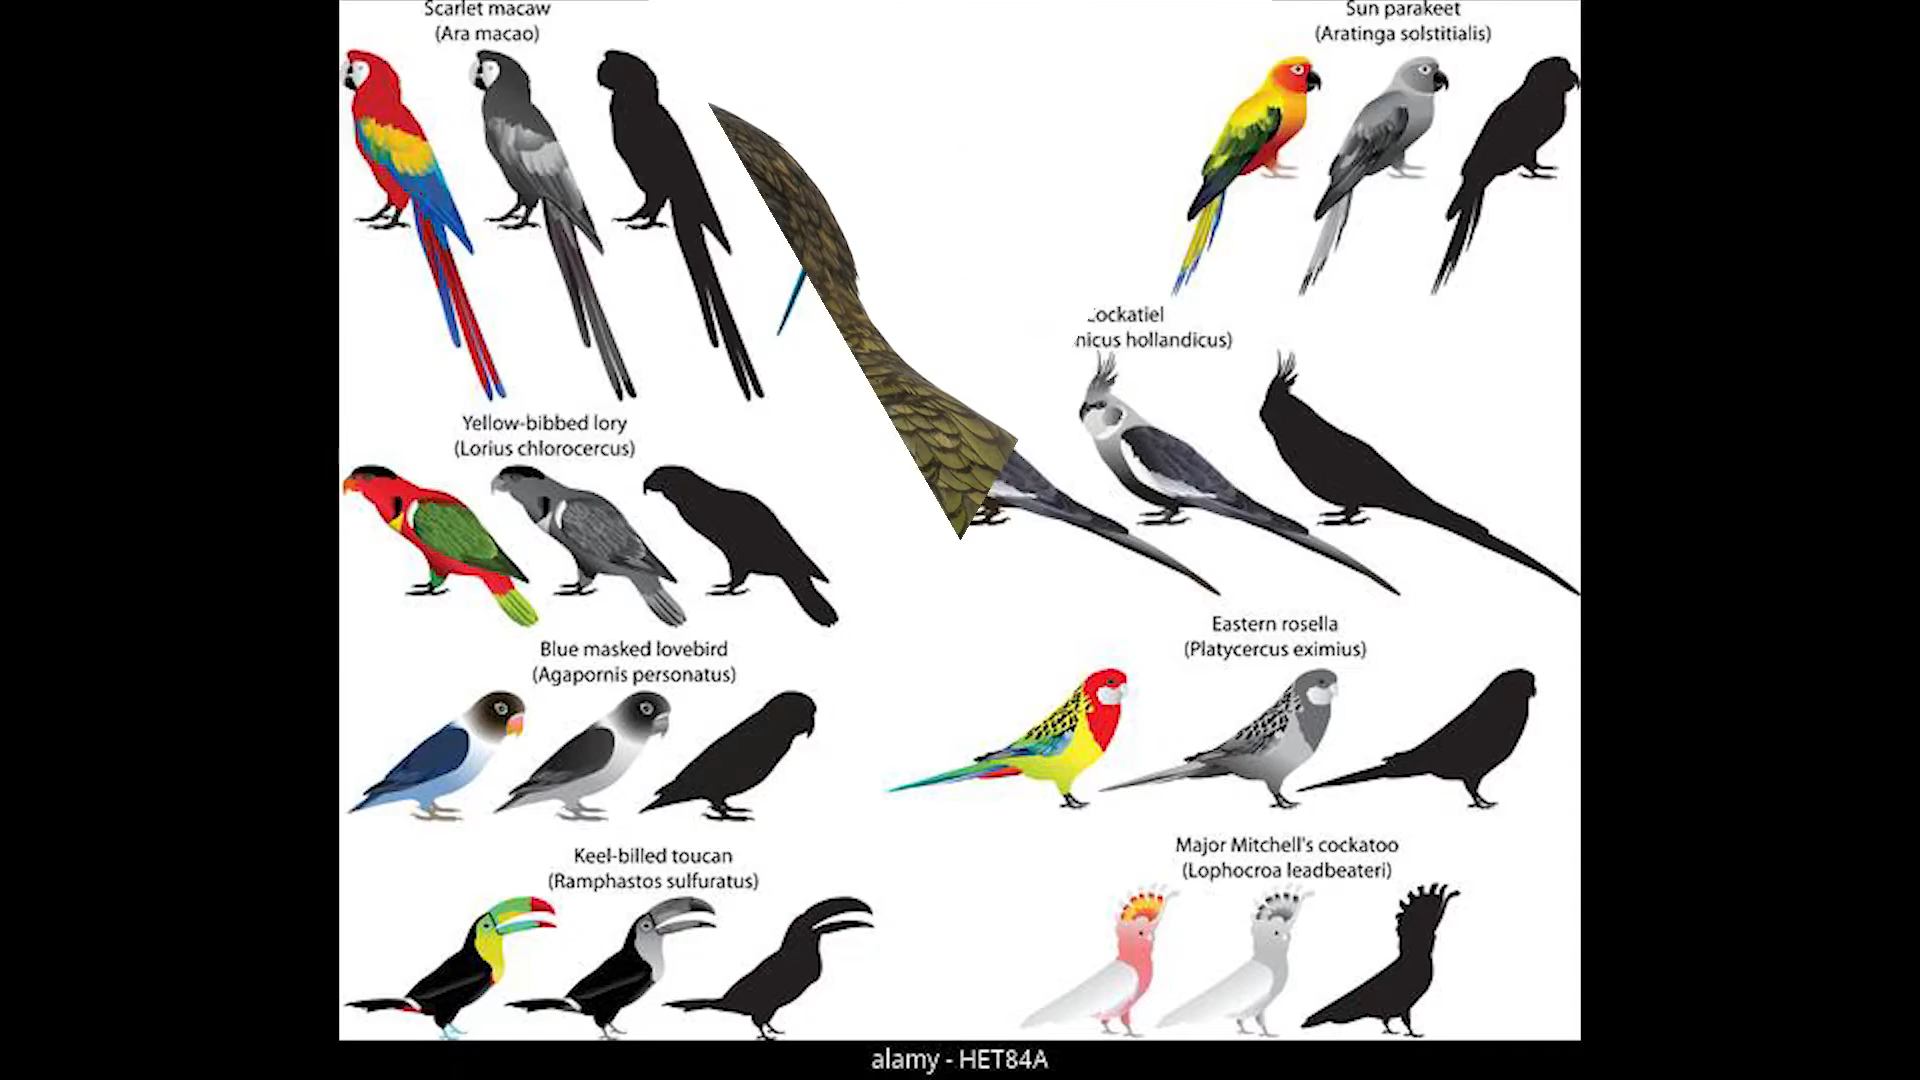 Scarlet macaw
(Ara macao)
Sun parakeet
(Aratinga solstitialis)
ockatiel
nicus hollandicus)
Yellow-bibbed lory
(Lorius chlorocercus)
Eastern rosella
(Platycercus eximius)
Blue masked lovebird
(Agapornis personatus)
Major Mitchell's cockatoo
(Lophocroa leadbeateri)
Keel-billed toucan
(Ramphastos sulfuratus)
alamy - HET84A